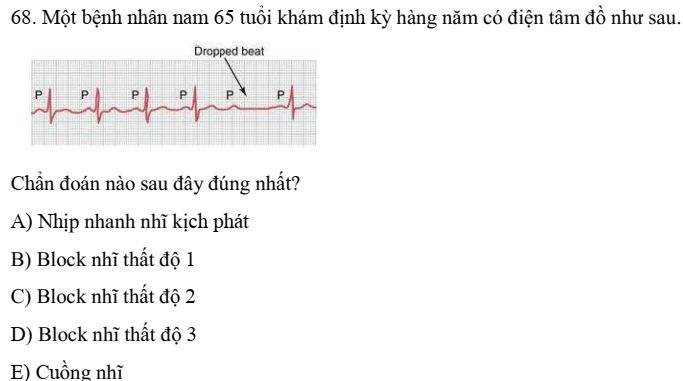 68. Một bệnh nhân nam 65 tuổi khám định kỳ hàng năm có điện tâm đồ như sau.
Dropped beat
P P P P P P
Chẩn đoán nào sau đây đúng nhất?
A) Nhịp nhanh nhĩ kịch phát
B) Block nhĩ thất độ 1
C) Block nhĩ thất độ 2
D) Block nhĩ thất độ 3
E) Cuồng nhĩ